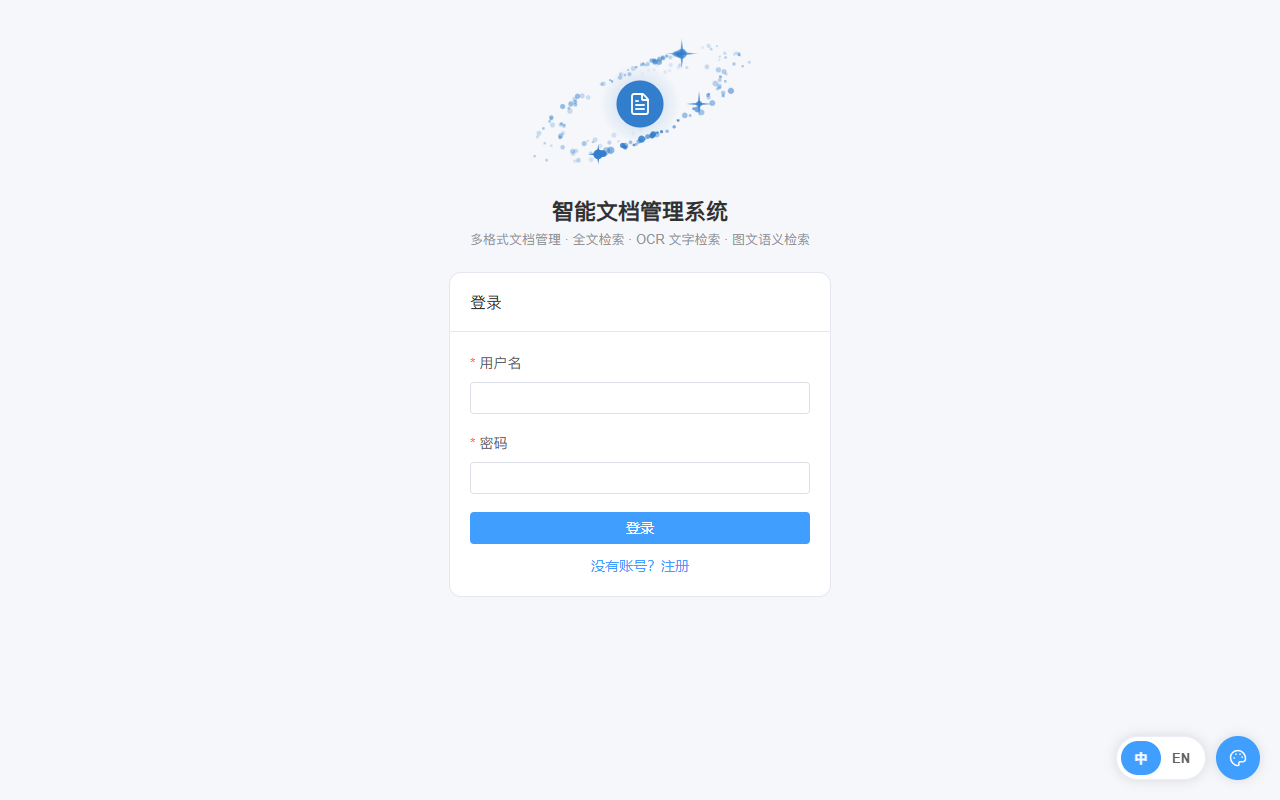 智能文档管理系统
多格式文档管理 · 全文检索 · OCR 文字检索 · 图文语义检索
登录
* 用户名
* 密码
登录
没有账号？注册
中 EN